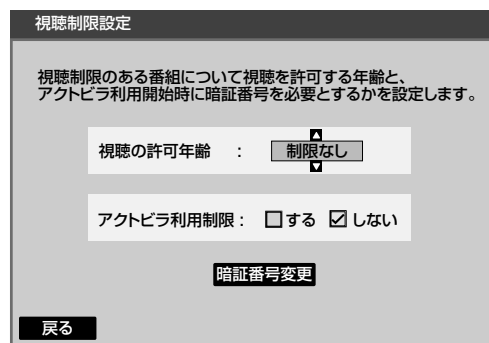 視聴制限設定
視聴制限のある番組について視聴を許可する年齢と、
アクトビラ利用開始時に暗証番号を必要とするかを設定します。
視聴の許可年齢 : 制限なし
アクトビラ利用制限 : する しない
暗証番号変更
戻る